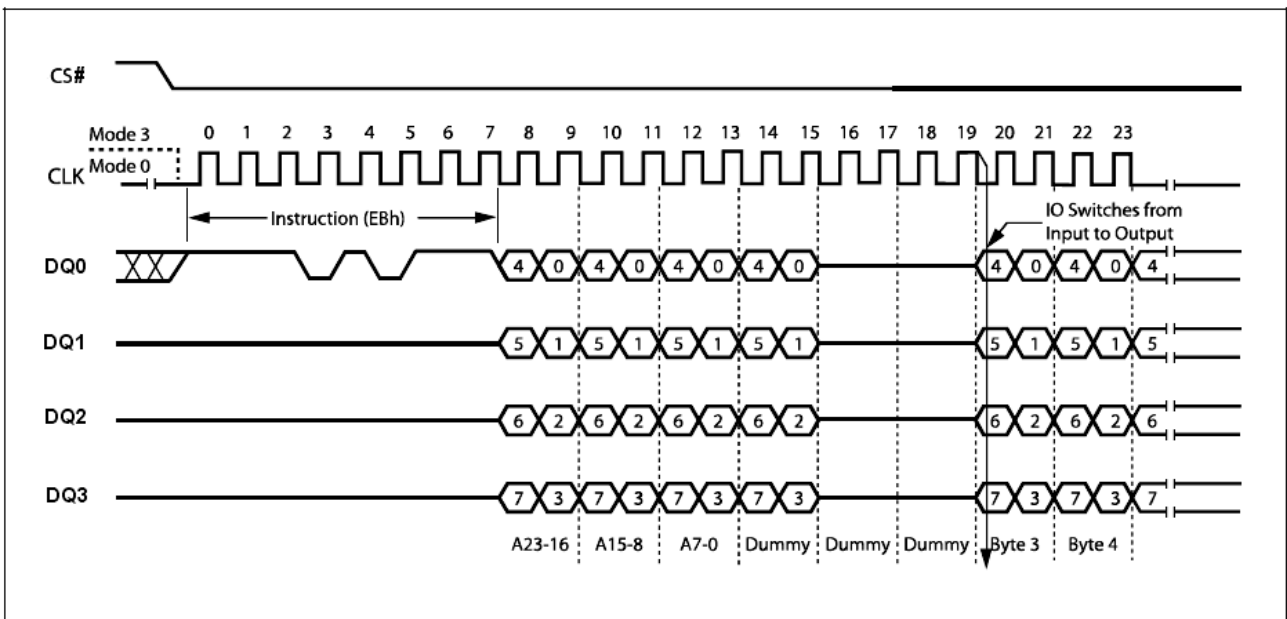 CS#
Mode 3
0 1 2 3 4 5 6 7 8 9 10 11 12 13 14 15 16 17 18 19 20 21 22 23
CLK Mode 0
Instruction (EBh)
IO Switches from
Input to Output
DQ0 4 0 4 0 4 0 4 0 4 0 4 0 4
DQ1 5 1 5 1 5 1 5 1 5 1 5 1 5
DQ2 6 2 6 2 6 2 6 2 6 2 6 2 6
DQ3 7 3 7 3 7 3 7 3 7 3 7 3 7
A23-16 A15-8 A7-0 Dummy Dummy Dummy Byte 3 Byte 4